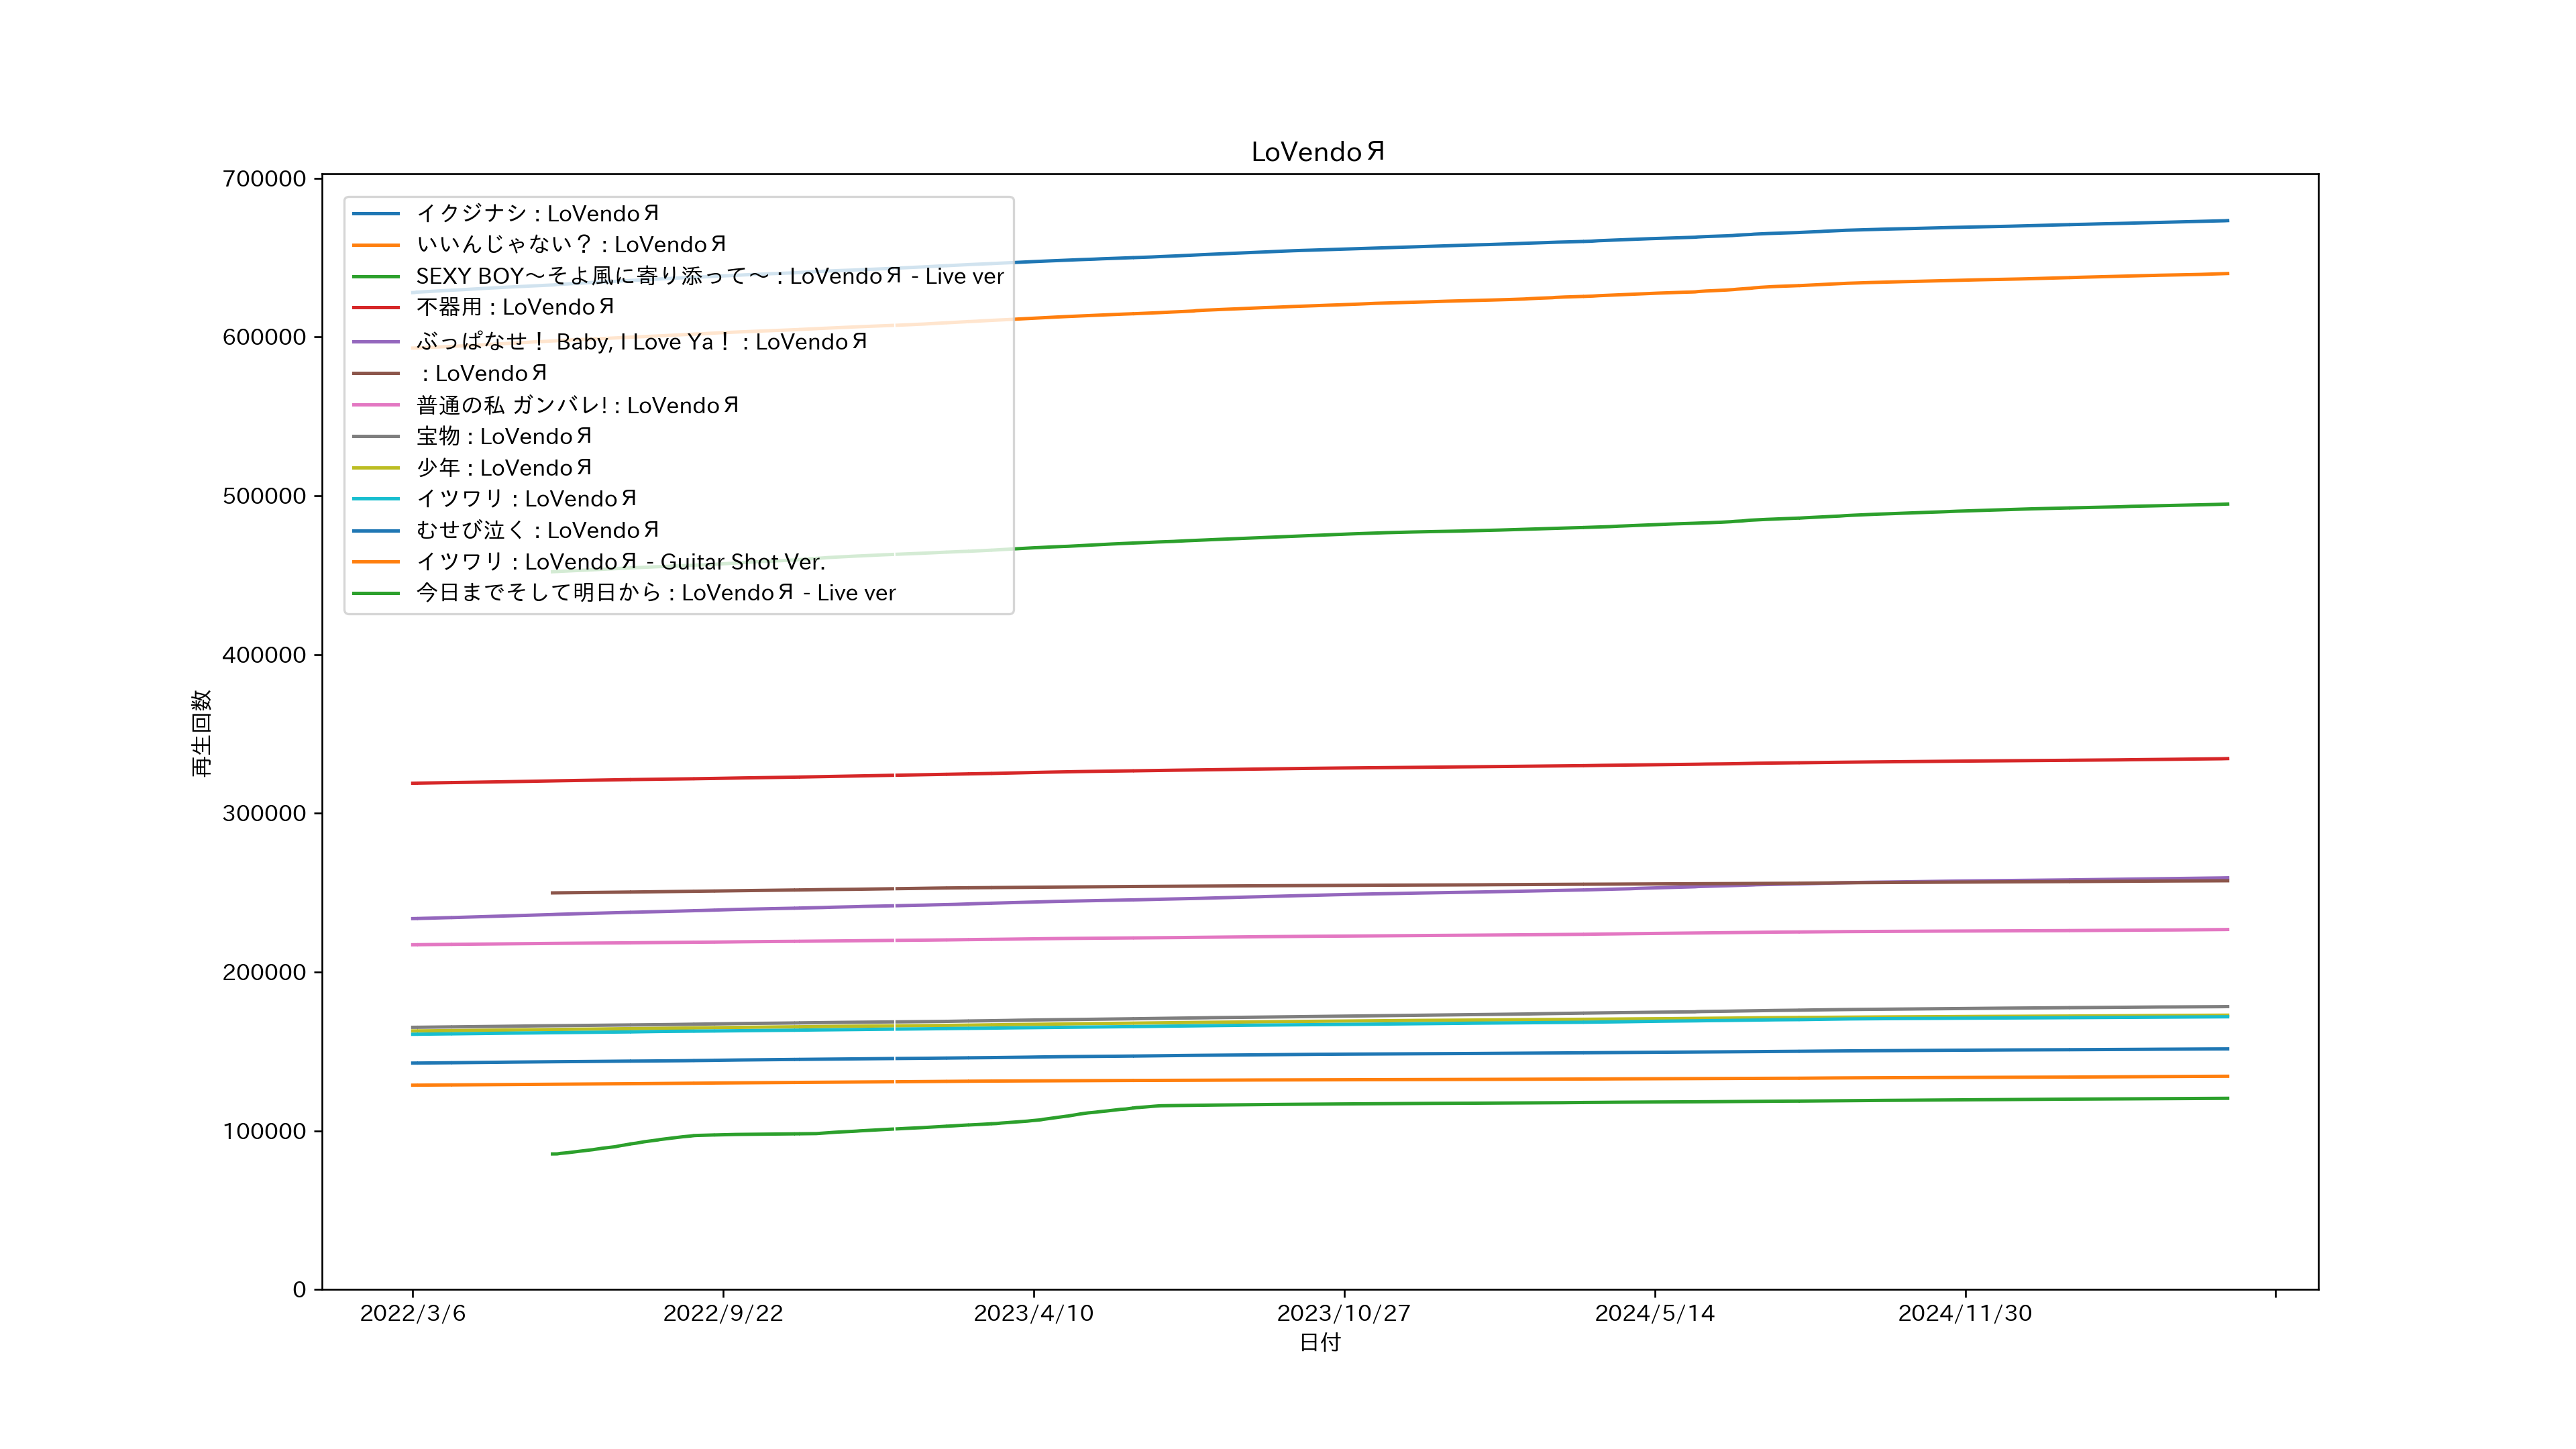 LoVendoЯ
700000
600000
500000
400000
300000
200000
100000
0
再生回数
イクジナシ : LoVendoЯ
いいんじゃない？ : LoVendoЯ
SEXY BOY〜そよ風に寄り添って〜 : LoVendoЯ - Live ver
不器用 : LoVendoЯ
ぶっぱなせ！ Baby, I Love Ya！ : LoVendoЯ
: LoVendoЯ
普通の私 ガンバレ! : LoVendoЯ
宝物 : LoVendoЯ
少年 : LoVendoЯ
イツワリ : LoVendoЯ
むせび泣く : LoVendoЯ
イツワリ : LoVendoЯ - Guitar Shot Ver.
今日までそして明日から : LoVendoЯ - Live ver
2022/3/6 2022/9/22 2023/4/10 2023/10/27 2024/5/14 2024/11/30
日付